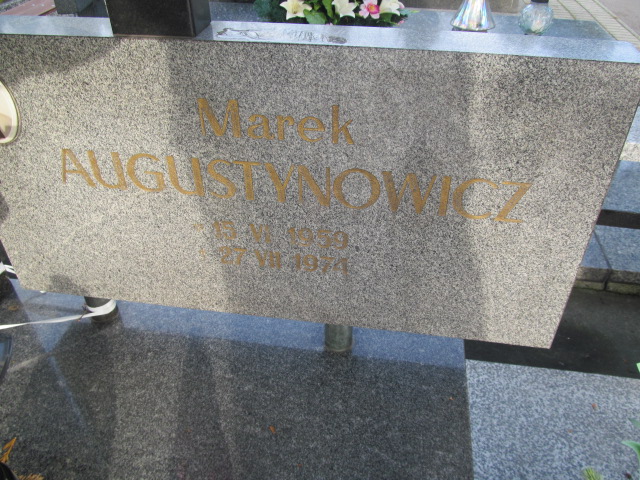 Marek
AUGUSTYNOWICZ
* 15 VI 1959
+ 27 VII 1974